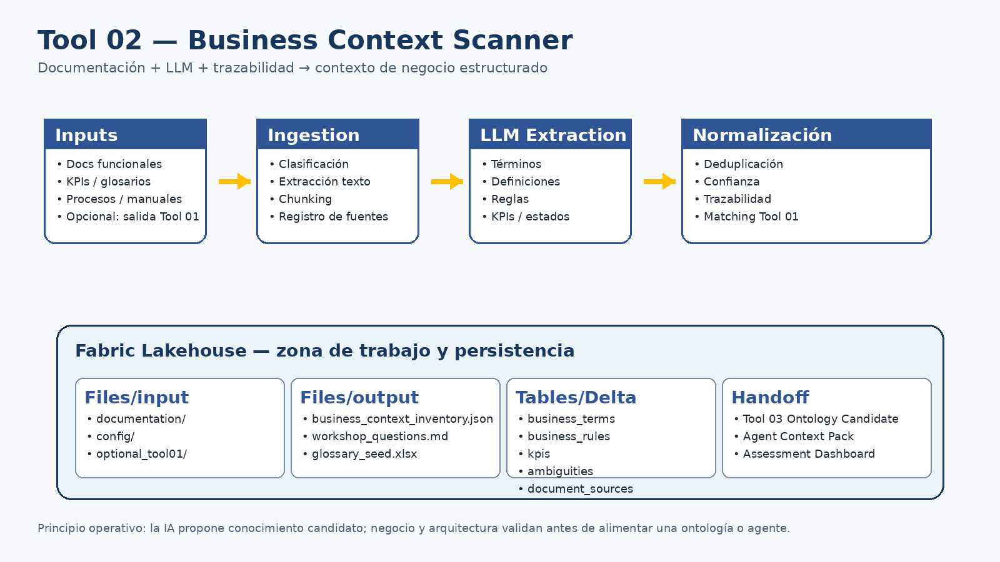 Tool 02 — Business Context Scanner
Documentación + LLM + trazabilidad → contexto de negocio estructurado
Inputs
• Docs funcionales
• KPIs / glosarios
• Procesos / manuales
• Opcional: salida Tool 01
Ingestion
• Clasificación
• Extracción texto
• Chunking
• Registro de fuentes
LLM Extraction
• Términos
• Definiciones
• Reglas
• KPIs / estados
Normalización
• Deduplicación
• Confianza
• Trazabilidad
• Matching Tool 01
Fabric Lakehouse — zona de trabajo y persistencia
Files/input
• documentation/
• config/
• optional_tool01/
Files/output
• business_context_inventory.json
• workshop_questions.md
• glossary_seed.xlsx
Tables/Delta
• business_terms
• business_rules
• kpis
• ambiguities
• document_sources
Handoff
• Tool 03 Ontology Candidate
• Agent Context Pack
• Assessment Dashboard
Principio operativo: la IA propone conocimiento candidato; negocio y arquitectura validan antes de alimentar una ontología o agente.